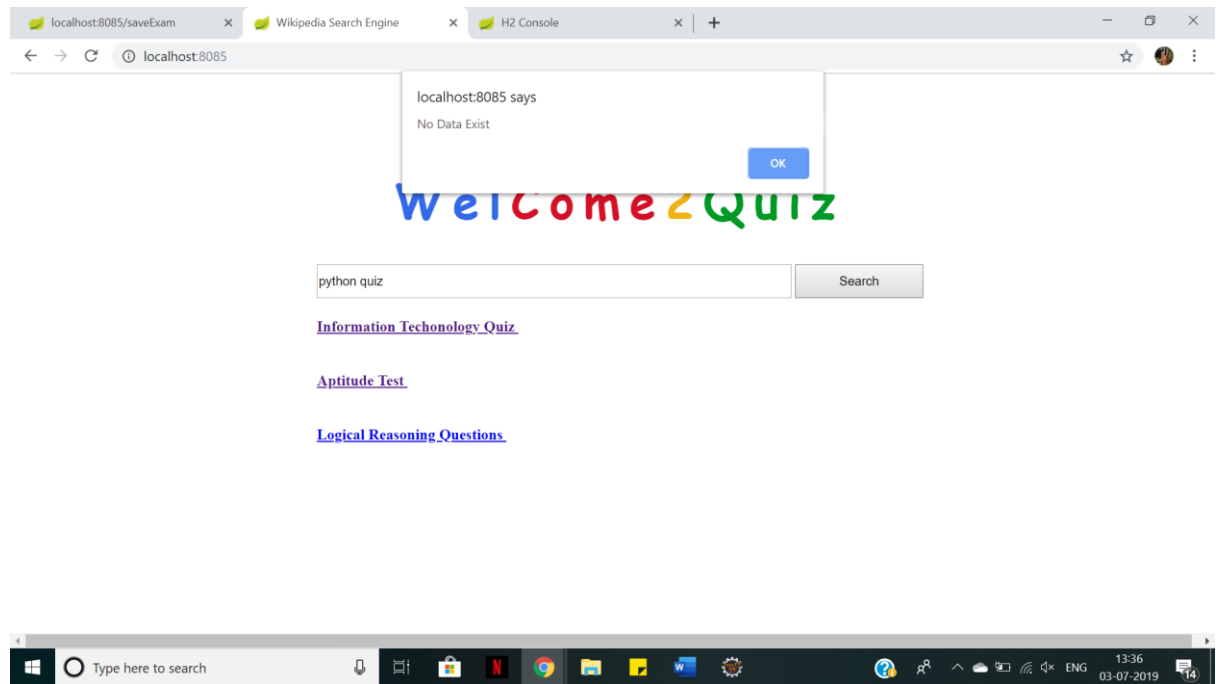 localhost:8085/saveExam
Wikipedia Search Engine
H2 Console
localhost:8085
localhost:8085 says
No Data Exist
OK
WelCome2Quiz
python quiz
Search
Information Techonology Quiz
Aptitude Test
Logical Reasoning Questions
Type here to search
N
W
ENG
13:36
03-07-2019
14